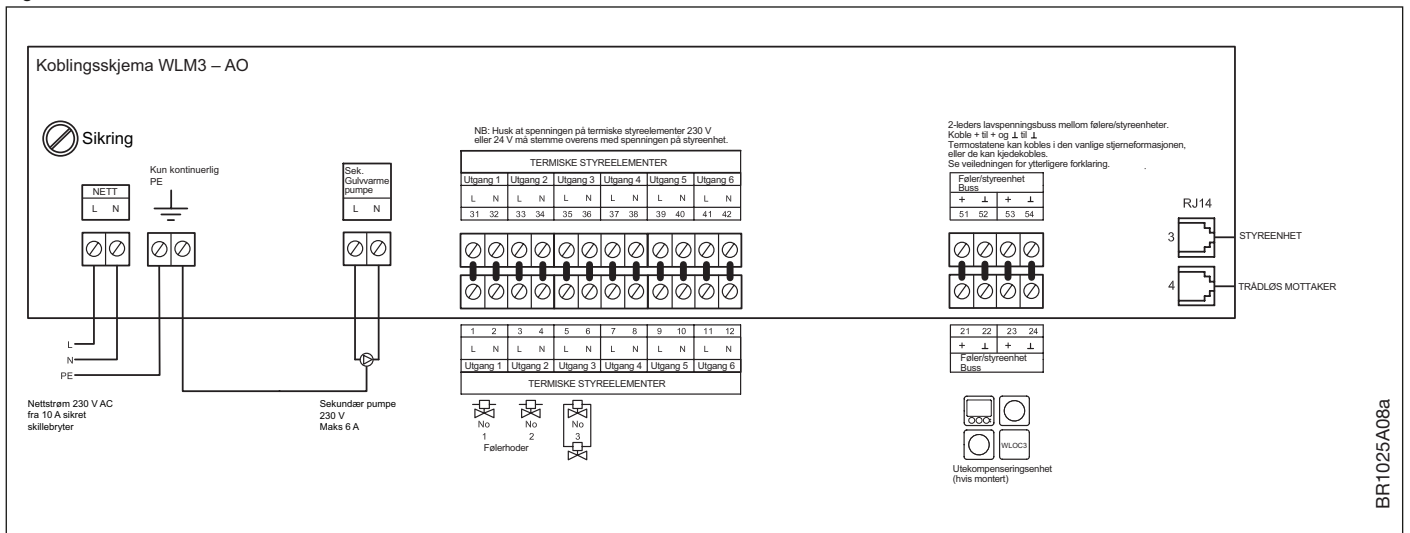 Koblingsskjema WLM3 – AO
Sikring
NETT
L N
Kun kontinuerlig
PE
Sek.
Gulvvarme
pumpe
L N
NB: Husk at spenningen på termiske styreelementer 230 V
eller 24 V må stemme overens med spenningen på styreenhet.
TERMISKE STYREELEMENTER
Utgang 1 Utgang 2 Utgang 3 Utgang 4 Utgang 5 Utgang 6
L N L N L N L N L N L N
31 32 33 34 35 36 37 38 39 40 41 42
2-leders lavspenningsbuss mellom følere/styreenheter.
Koble + til + og ⊥ til ⊥
Termostatene kan kobles i den vanlige stjerneformasjonen,
eller de kan kjedekobles.
Se veiledningen for ytterligere forklaring.
Føler/styreenhet
Buss
+ ⊥ + ⊥
51 52 53 54
RJ14
3 STYREENHET
4 TRÅDLØS MOTTAKER
L
N
PE
Nettstrøm 230 V AC
fra 10 A sikret
skillebryter
Sekundær pumpe
230 V
Maks 6 A
1 2 3 4 5 6 7 8 9 10 11 12
L N L N L N L N L N L N
Utgang 1 Utgang 2 Utgang 3 Utgang 4 Utgang 5 Utgang 6
TERMISKE STYREELEMENTER
No No No
1 2 3
Følerhoder
21 22 23 24
+ ⊥ + ⊥
Føler/styreenhet
Buss
WLOC3
Utekompenseringsenhet
(hvis montert)
BR1025A08a